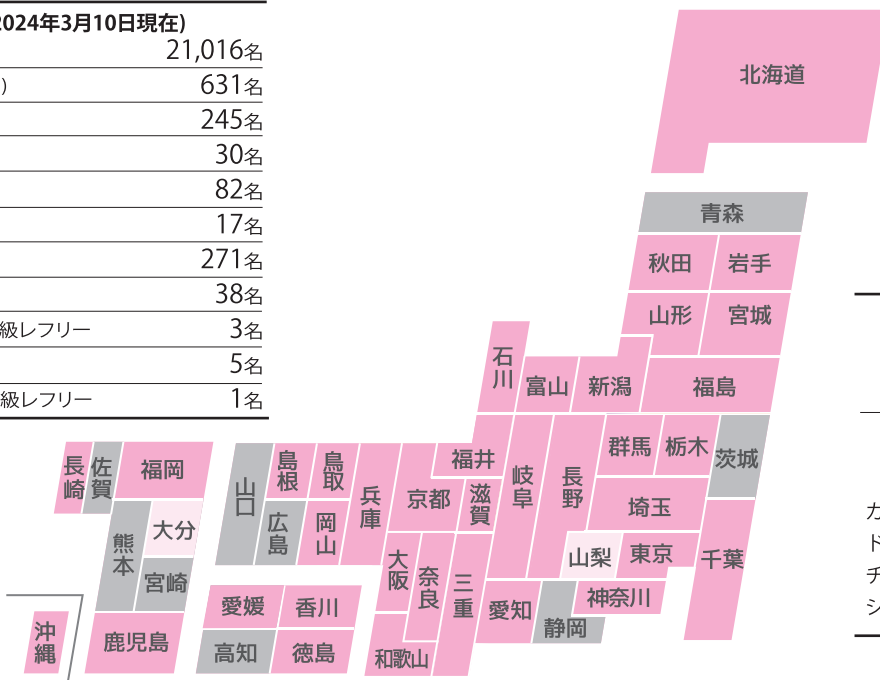 2024年3月10日現在)
21,016名
)
631名
245名
30名
82名
17名
271名
38名
級レフリー 3名
5名
級レフリー 1名
北海道
青森
秋田 岩手
山形 宮城
石川 富山 新潟 福島
福井 岐阜 長野 群馬 栃木 茨城
埼玉
山梨 東京 千葉
神奈川
愛知 静岡
山口 島根 鳥取 兵庫 京都 滋賀
広島 岡山
大阪 奈良 三重
和歌山
愛媛 香川
高知 徳島
長崎 佐賀 福岡
熊本 大分
宮崎
鹿児島
沖縄